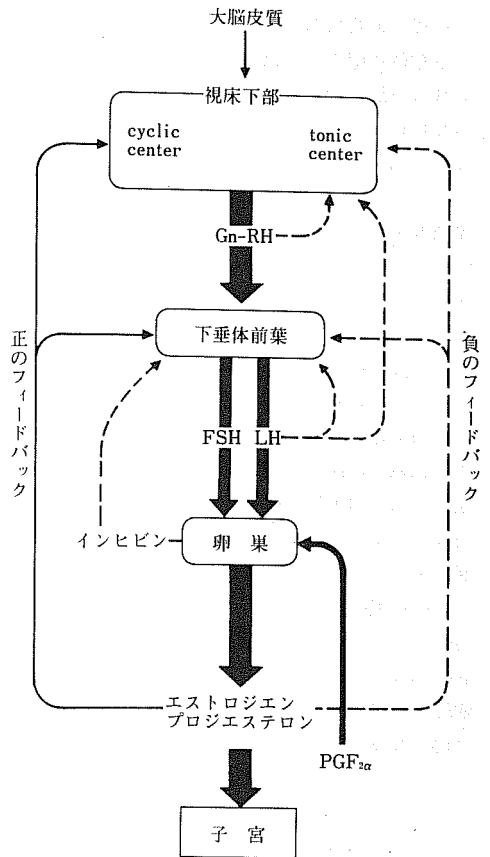 大脳皮質
視床下部
cyclic
center
tonic
center
Gn-RH
下垂体前葉
正のフィードバック
負のフィードバック
FSH LH
インヒビン
卵巣
エストロジエン
プロジエステロン
PGF₂α
子宮